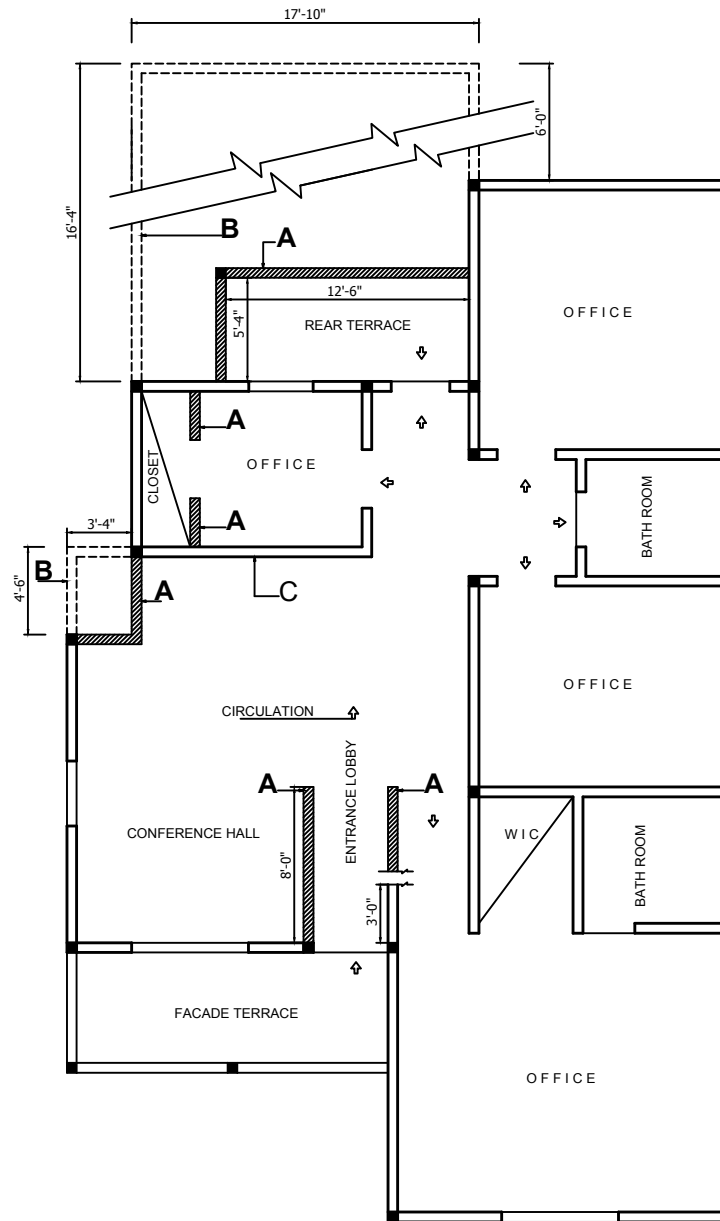 17'-10"
6'-0"
16'-4"
B
A
12'-6"
5'-4"
REAR TERRACE
OFFICE
A
CLOSET
OFFICE
A
BATH ROOM
3'-4"
B
4'-6"
A
C
OFFICE
CIRCULATION
ENTRANCE LOBBY
A
A
CONFERENCE HALL
8'-0"
WIC
BATH ROOM
3'-0"
FACADE TERRACE
OFFICE